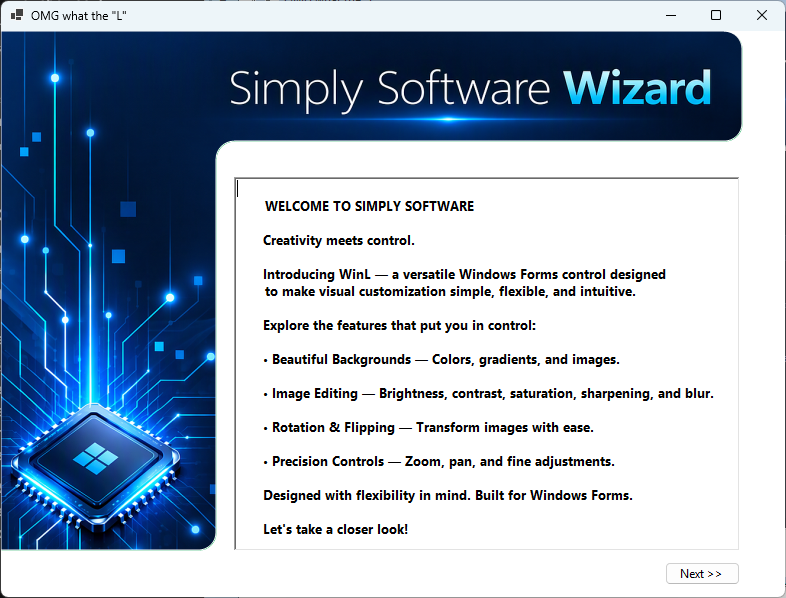 OMG what the "L"
Simply Software Wizard
WELCOME TO SIMPLY SOFTWARE
Creativity meets control.
Introducing WinL — a versatile Windows Forms control designed
to make visual customization simple, flexible, and intuitive.
Explore the features that put you in control:
• Beautiful Backgrounds — Colors, gradients, and images.
• Image Editing — Brightness, contrast, saturation, sharpening, and blur.
• Rotation & Flipping — Transform images with ease.
• Precision Controls — Zoom, pan, and fine adjustments.
Designed with flexibility in mind. Built for Windows Forms.
Let's take a closer look!
Next >>